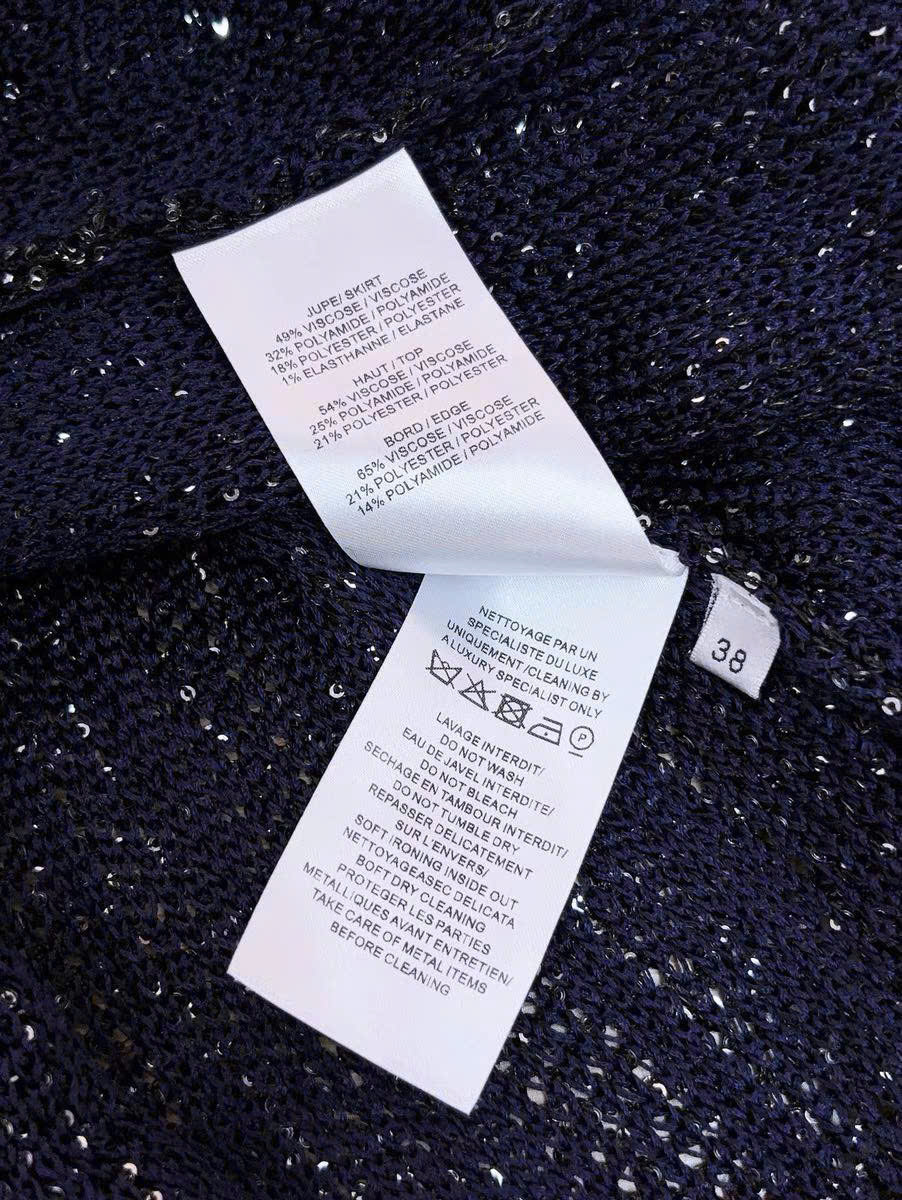 JUPE/ SKIRT
49% VISCOSE / VISCOSE
32% POLYAMIDE / POLYAMIDE
18% POLYESTER / POLYESTER
1% ELASTHANNE / ELASTANE
HAUT / TOP
54% VISCOSE / VISCOSE
25% POLYAMIDE / POLYAMIDE
21% POLYESTER / POLYESTER
BORD / EDGE
65% VISCOSE / VISCOSE
21% POLYESTER / POLYESTER
14% POLYAMIDE / POLYAMIDE
NETTOYAGE PAR UN
SPECIALISTE DU LUXE
UNIQUEMENT /CLEANING BY
A LUXURY SPECIALIST ONLY
P
LAVAGE INTERDIT/
DO NOT WASH
EAU DE JAVEL INTERDITE/
DO NOT BLEACH
SECHAGE EN TAMBOUR INTERDIT/
DO NOT TUMBLE DRY
REPASSER DELICATEMENT
SUR L'ENVERS/
SOFT IRONING INSIDE OUT
NETTOYAGEASEC DELICATA
BOFT DRY CLEANING
PROTEGER LES PARTIES
METALLIQUES AVANT ENTRETIEN/
TAKE CARE OF METAL ITEMS
BEFORE CLEANING
38